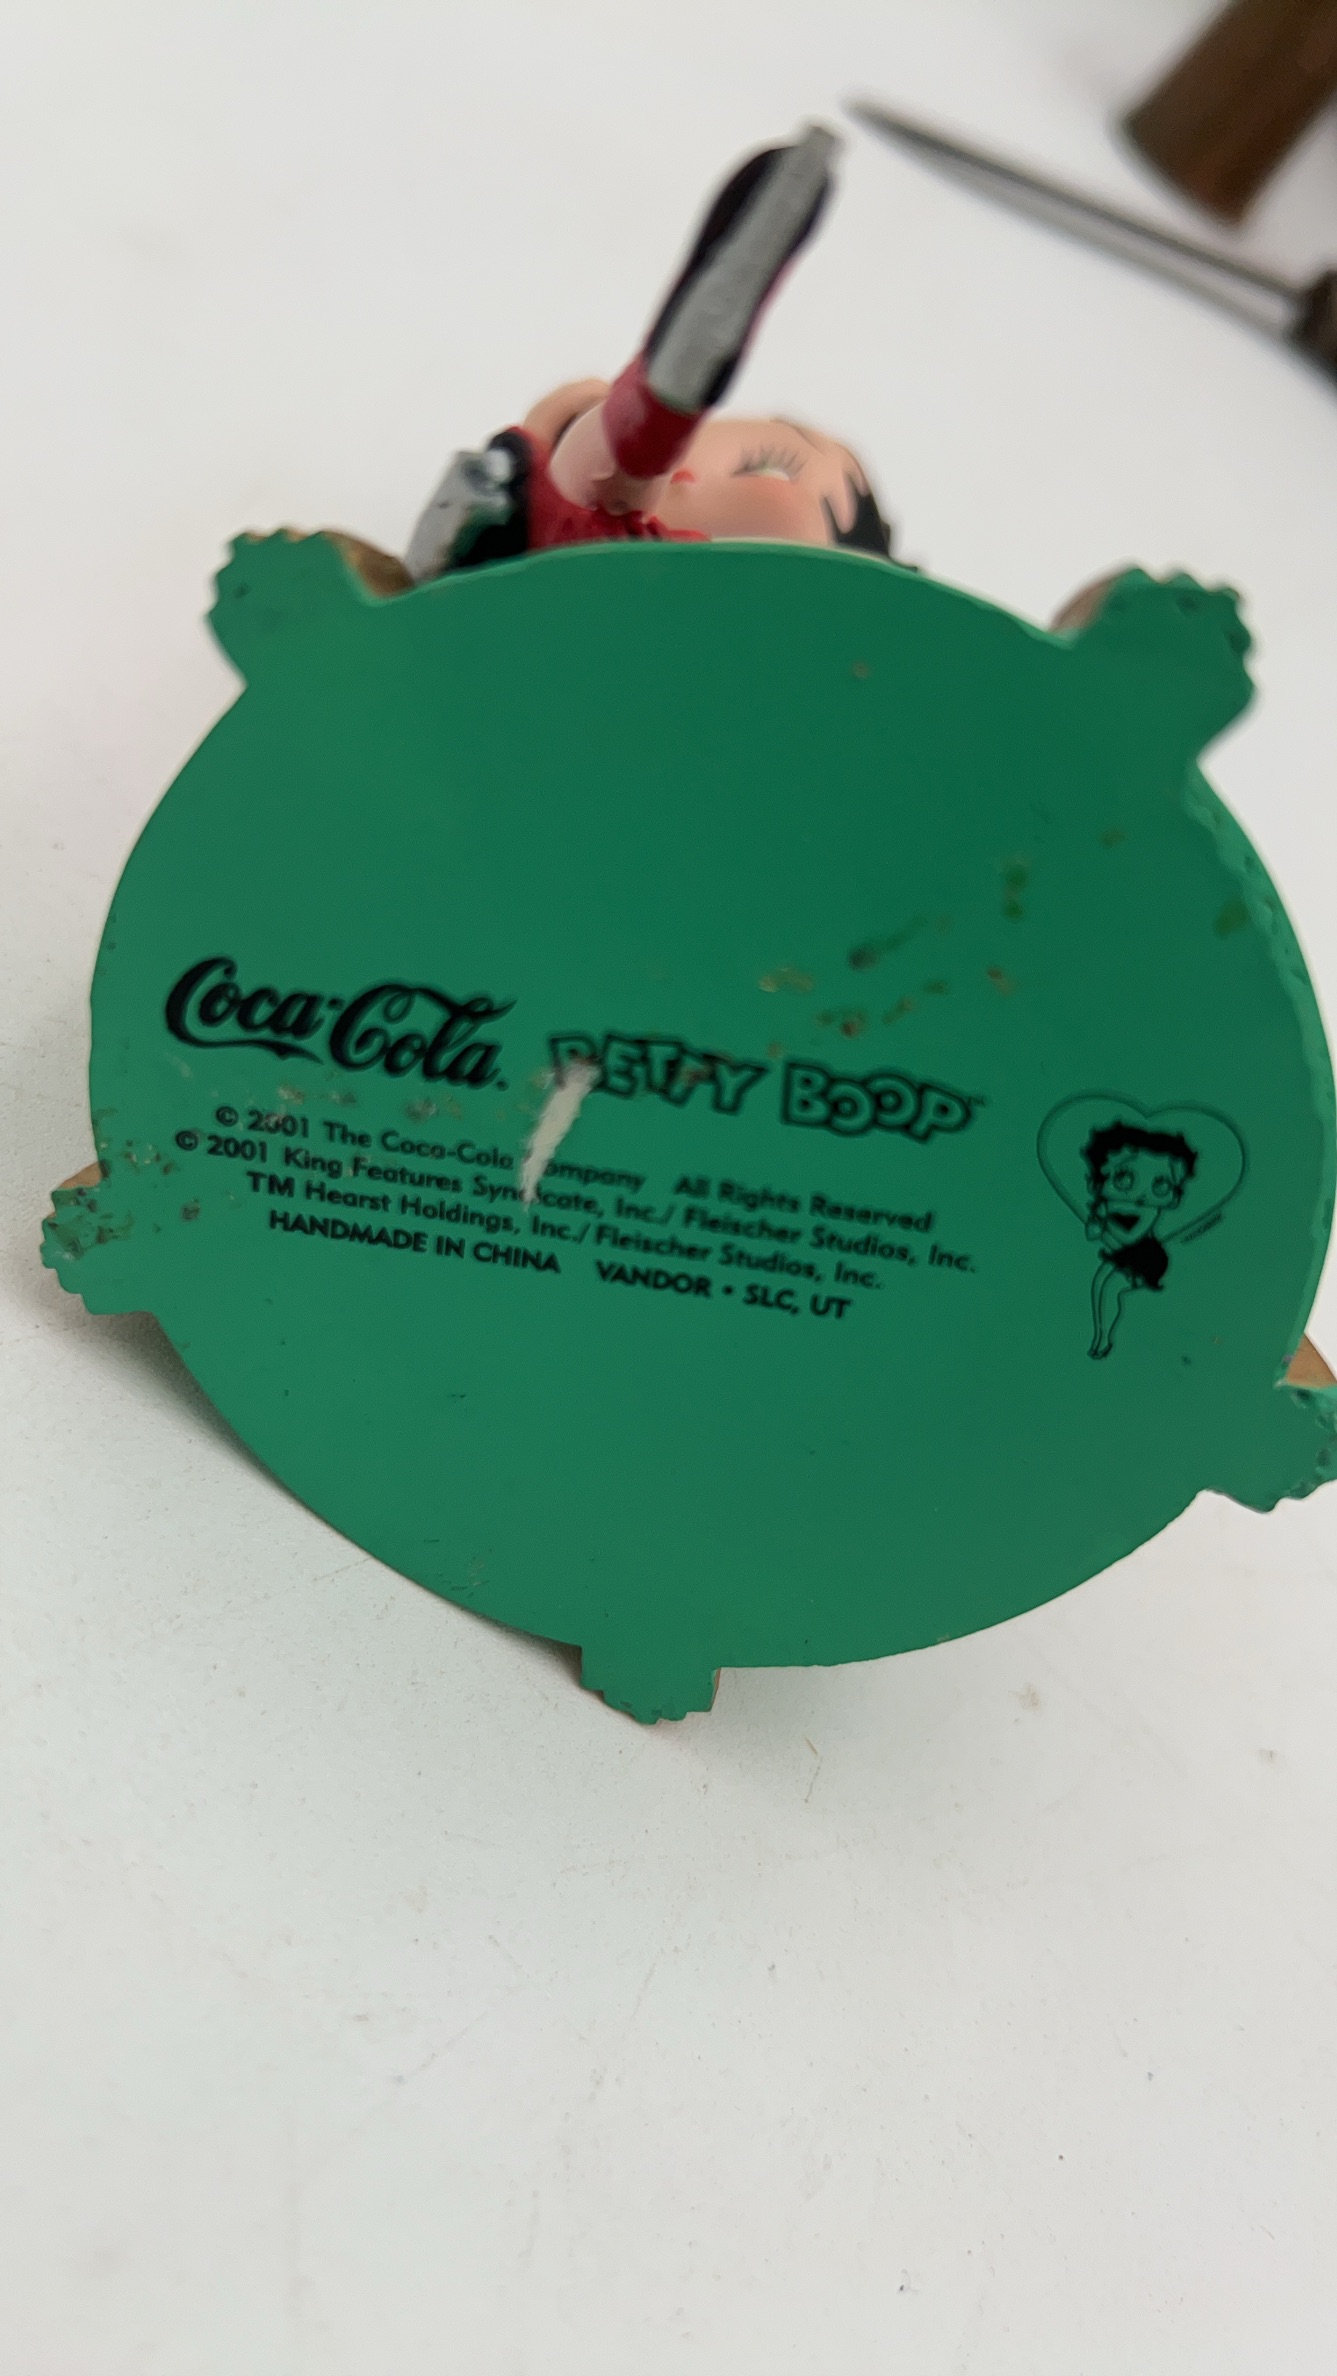 Coca-Cola. BETTY BOOP™
© 2001 The Coca-Cola Company All Rights Reserved
© 2001 King Features Syndicate, Inc./ Fleischer Studios, Inc.
TM Hearst Holdings, Inc./ Fleischer Studios, Inc.
HANDMADE IN CHINA VANDOR • SLC, UT